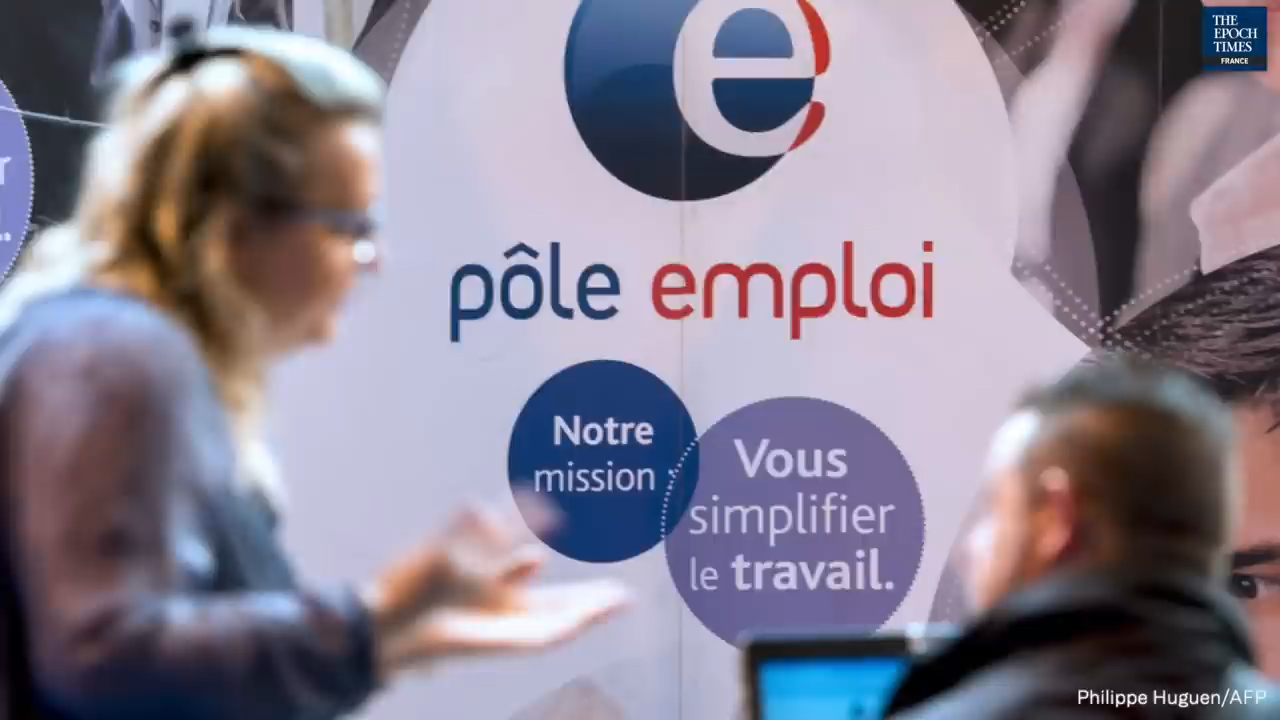 THE
EPOCH
TIMES
FRANCE
e
pôle emploi
Notre
mission
Vous
simplifier
le travail.
Philippe Huguen/AFP